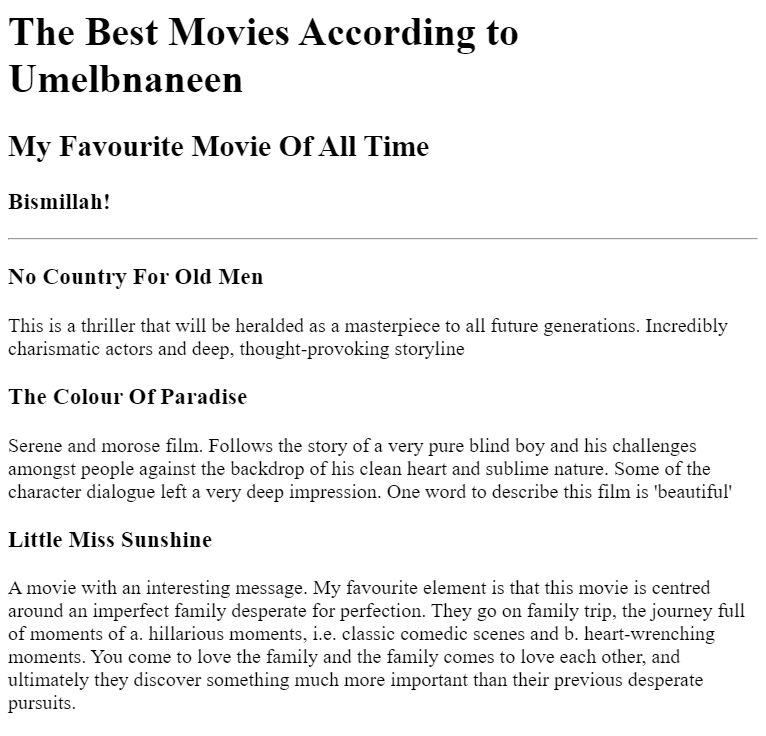 The Best Movies According to
Umelbnaneen
My Favourite Movie Of All Time
Bismillah!
No Country For Old Men
This is a thriller that will be heralded as a masterpiece to all future generations. Incredibly
charismatic actors and deep, thought-provoking storyline
The Colour Of Paradise
Serene and morose film. Follows the story of a very pure blind boy and his challenges
amongst people against the backdrop of his clean heart and sublime nature. Some of the
character dialogue left a very deep impression. One word to describe this film is 'beautiful'
Little Miss Sunshine
A movie with an interesting message. My favourite element is that this movie is centred
around an imperfect family desperate for perfection. They go on family trip, the journey full
of moments of a. hillarious moments, i.e. classic comedic scenes and b. heart-wrenching
moments. You come to love the family and the family comes to love each other, and
ultimately they discover something much more important than their previous desperate
pursuits.